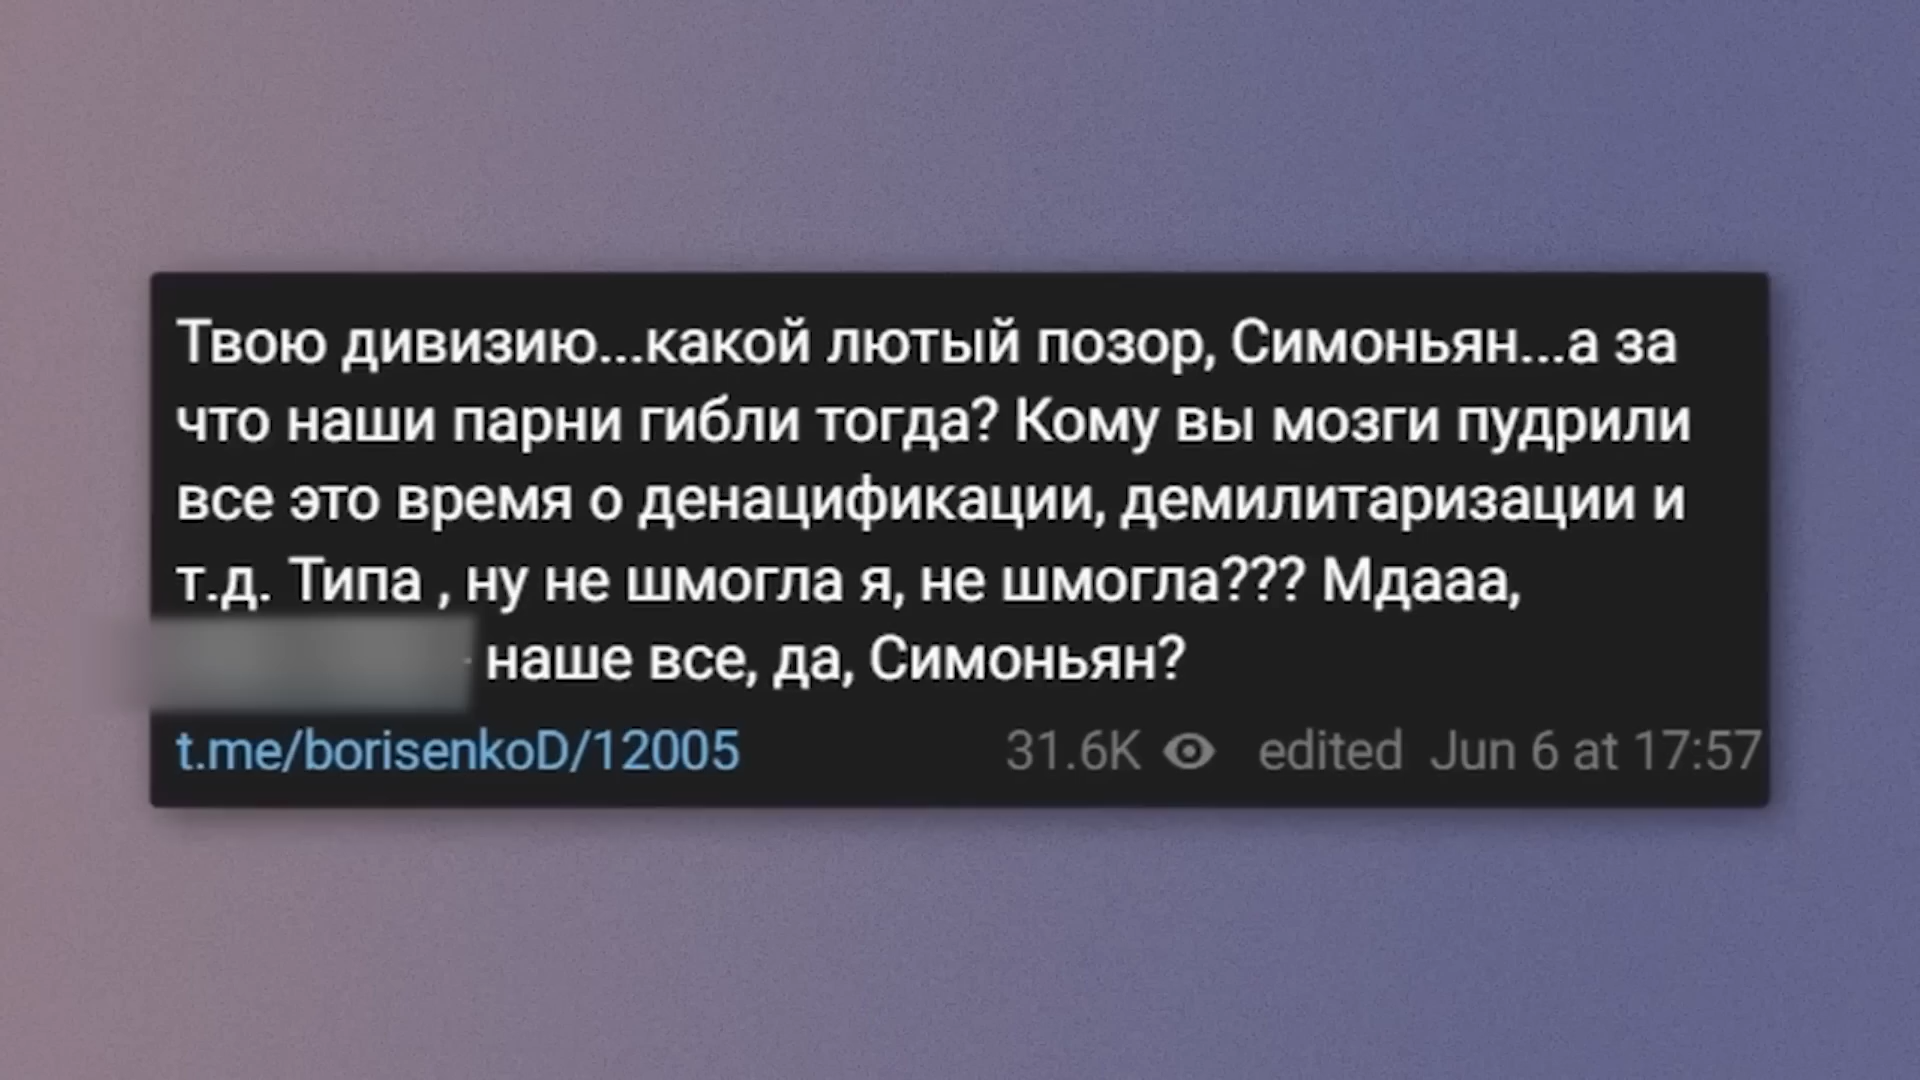 Твою дивизию...какой лютый позор, Симоньян...а за
что наши парни гибли тогда? Кому вы мозги пудрили
все это время о денацификации, демилитаризации и
т.д. Типа , ну не шмогла я, не шмогла??? Мдааа,
наше все, да, Симоньян?
t.me/borisenkoD/12005 31.6K edited Jun 6 at 17:57